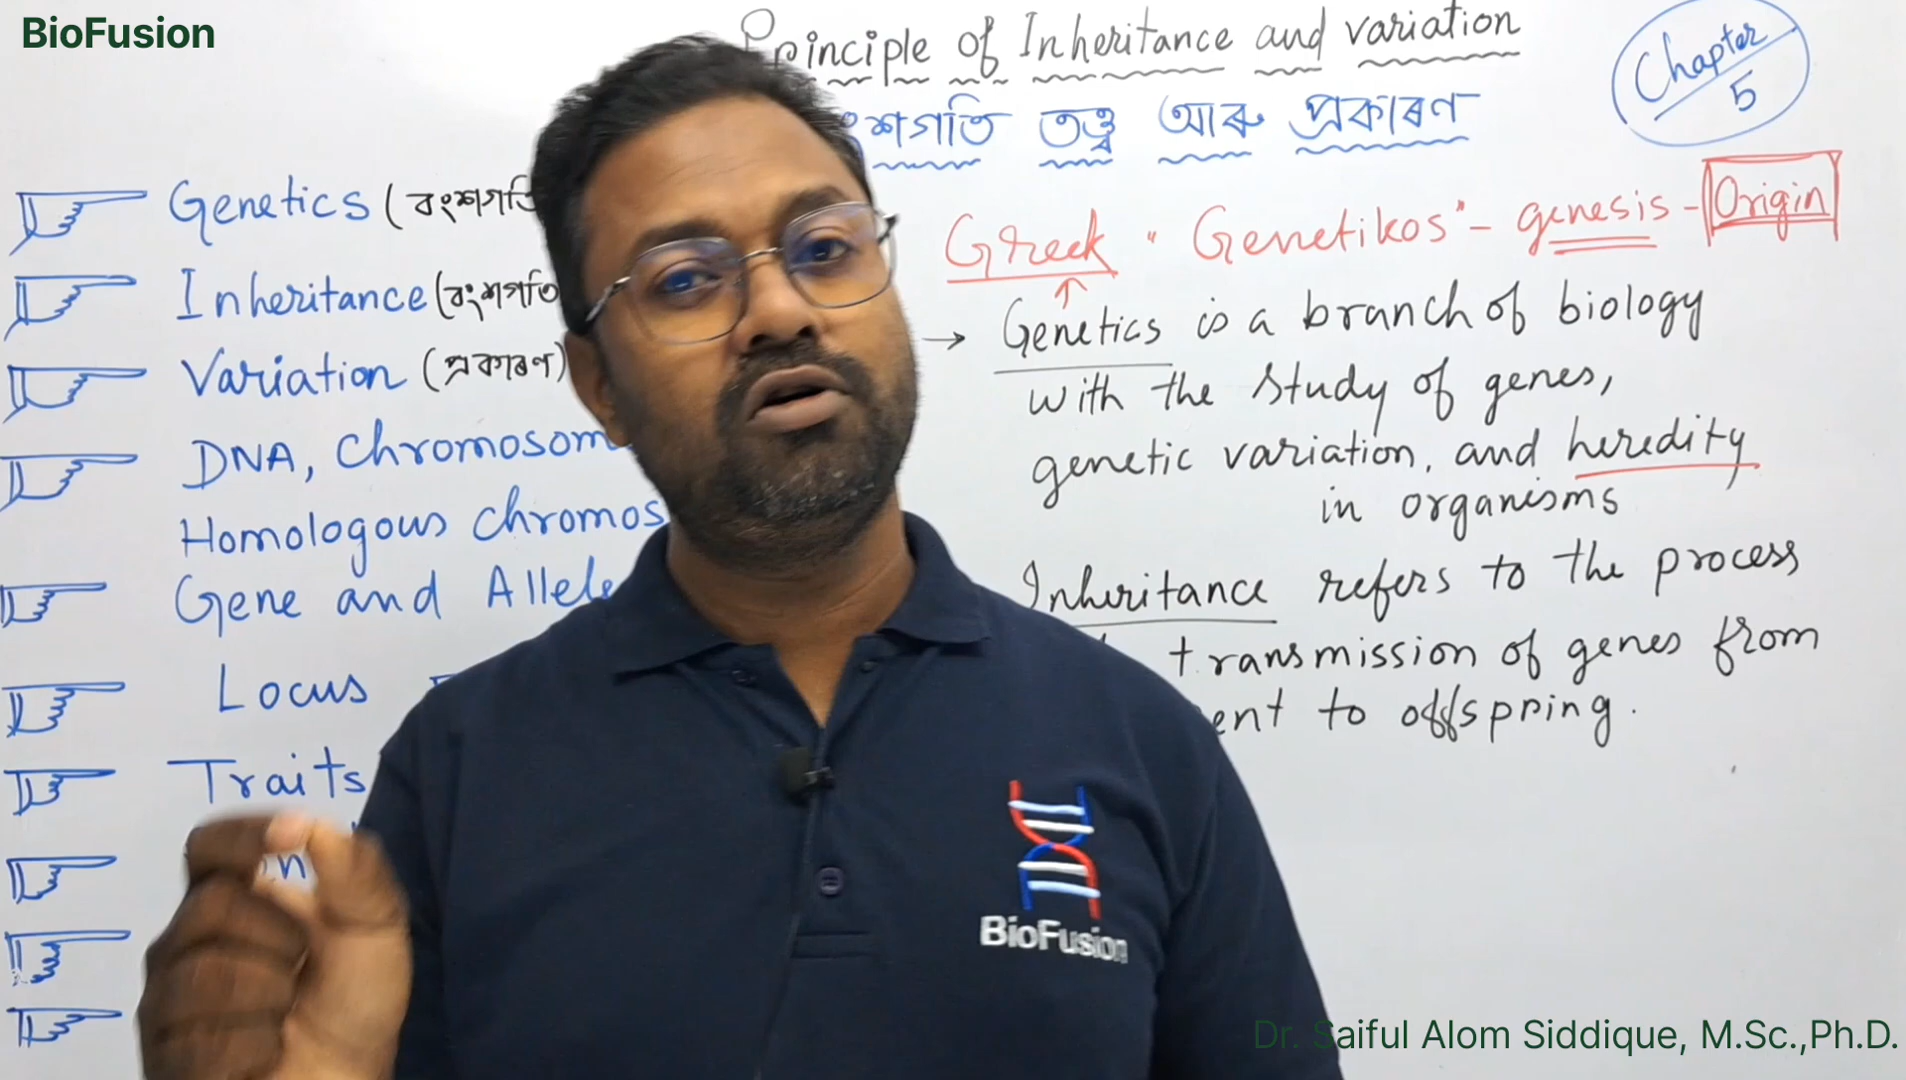 BioFusion
Principle of Inheritance and variation
Chapter
5
ংশগতি তত্ত্ব আৰু প্ৰকাৰণ
Genetics (বংশগতি
Greek "Genetikos" - genesis - Origin
Inheritance (বংশগতি
→ Genetics is a branch of biology
Variation (প্ৰকাৰণ)
with the study of genes,
DNA, Chromosom
genetic variation, and heredity
Homologous chromos
in organisms
Gene and Allele
Inheritance refers to the process
transmission of genes from
Locus
ent to offspring.
Traits
BioFusion
Dr. Saiful Alom Siddique, M.Sc.,Ph.D.